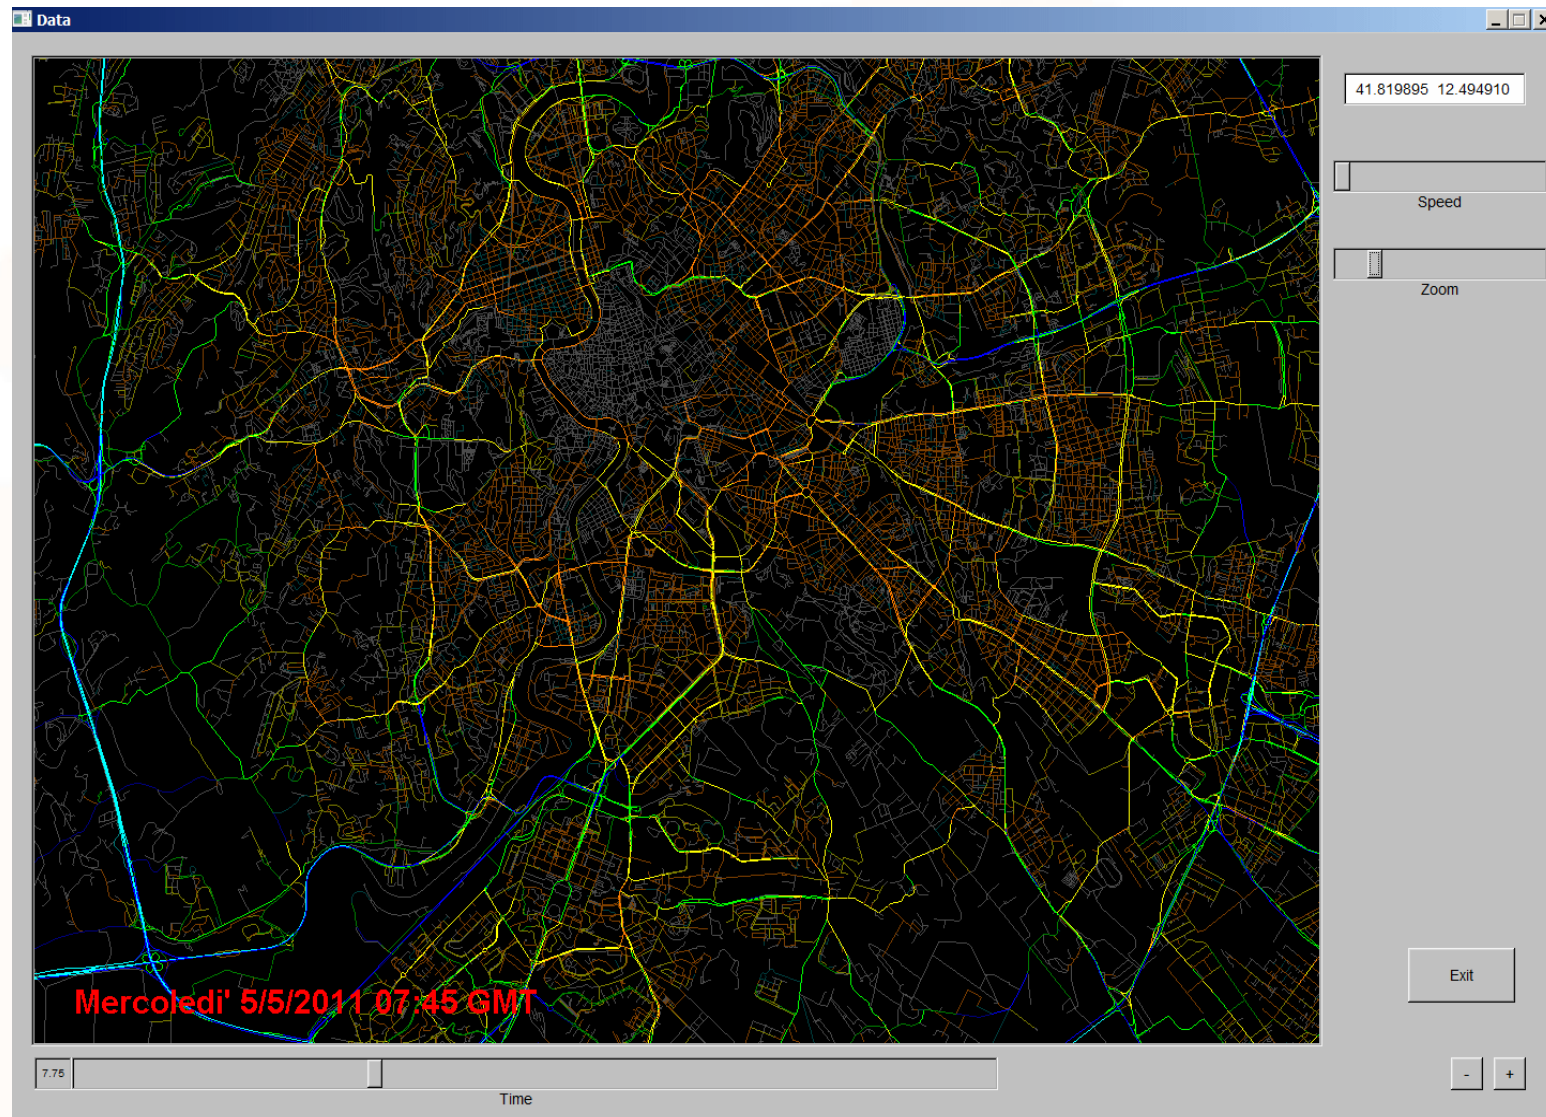 Data
41.819895 12.494910
Speed
Zoom
Mercoledi' 5/5/2011 07:45 GMT
Exit
7.75
Time
- +